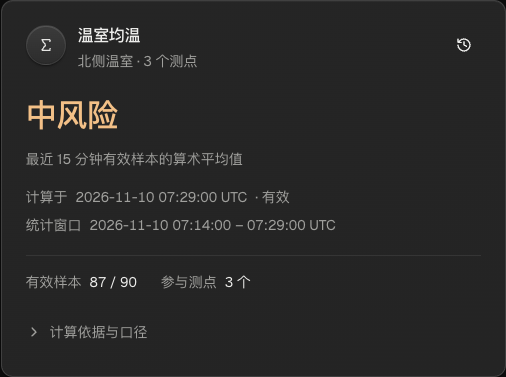 Σ
温室均温
北侧温室 · 3 个测点
中风险
最近 15 分钟有效样本的算术平均值
计算于 2026-11-10 07:29:00 UTC · 有效
统计窗口 2026-11-10 07:14:00 – 07:29:00 UTC
有效样本 87 / 90 参与测点 3 个
计算依据与口径